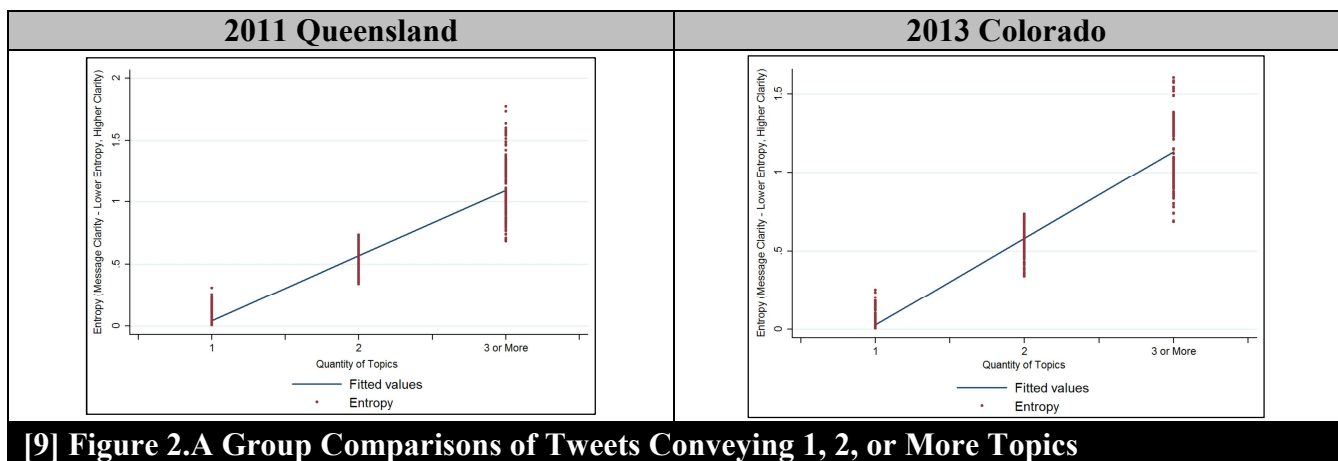 2011 Queensland
2013 Colorado
Entropy (Message Clarity - Lower Entropy, Higher Clarity)
2
1.5
1
.5
0
1
2
3 or More
Quantity of Topics
Fitted values
Entropy
Entropy (Message Clarity - Lower Entropy, Higher Clarity)
1.5
1
.5
0
1
2
3 or More
Quantity of Topics
Fitted values
Entropy
[9] Figure 2.A Group Comparisons of Tweets Conveying 1, 2, or More Topics